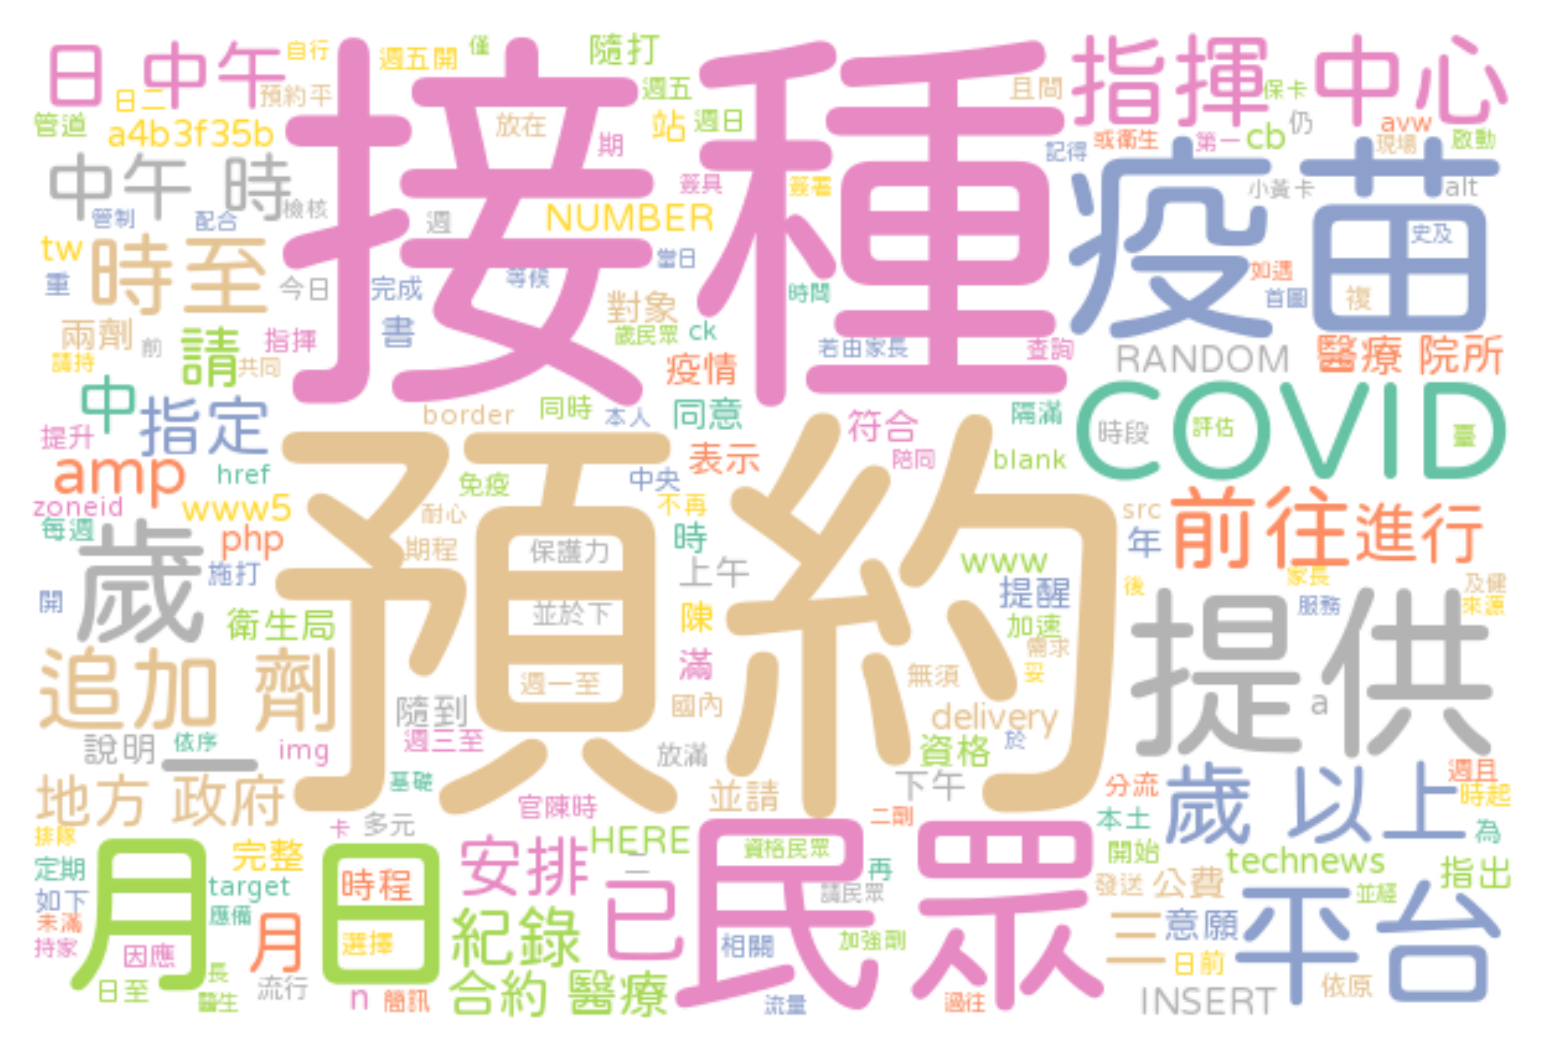 日 中午
自行
週五開
僅
隨打
且間
指揮 中心
日二
預約平
接種
週五
保卡
管道
a4b3f35b
放在
站
週日
仍
avw
期
記得
或衛生
第一
cb
現場
啟動
中午 時
檢核
簽具
簽署
疫苗
小黃卡
alt
管制
配合
週
NUMBER
史及
tw
時至
當日
重
今日
完成
等候
時間
如遇
首圖
複
兩劑
前
請
指揮
書
對象
歲民眾
ck
若由家長
查詢
RANDOM
醫療 院所
請持
共同
疫情
中
指定
border
同時
本人
同意
符合
隔滿
COVID
時段
評估
臺
提升
amp
href
預約
表示
陪同
blank
免疫
中央
zoneid
www5
耐心
不再
src
前往
進行
每週
php
期程
保護力
時
年
歲
施打
上午
www
開
並於下
陳
提醒
後
家長
及健
服務
來源
衛生局
加速
提供
追加 劑
滿
需求
週一至
無須
妥
隨到
國內
a
delivery
說明
依序
一
img
週三至
放滿
資格
於
地方 政府
基礎
並請
下午
分流
歲 以上
週且
官陳時
時起
排隊
卡
多元
二劑
本土
為
月
完整
日
安排
HERE
民眾
資格民眾
開始
technews
定期
target
時程
二
再
指出
請民眾
發送
公費
並經
如下
應備
紀錄
已
三
意願
平台
未滿
月
選擇
加強劑
持家
因應
相關
日前
長
日至
流行
醫生
n
簡訊
合約 醫療
流量
過往
INSERT
依原